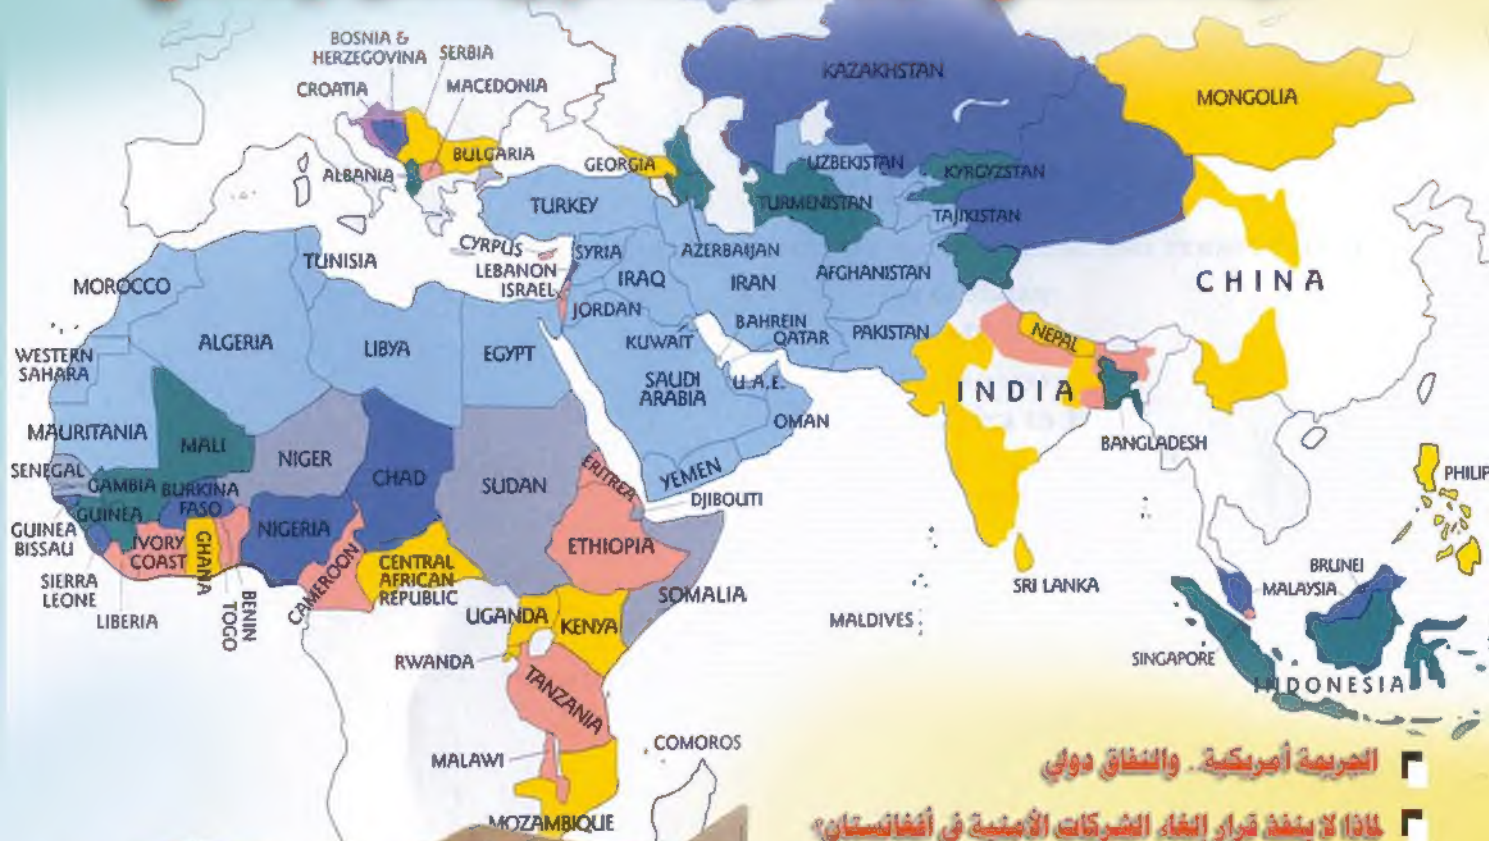 BOSNIA &
HERZEGOVINA
SERBIA
CROATIA
MACEDONIA
KAZAKHSTAN
MONGOLIA
BULGARIA
GEORGIA
UZBEKISTAN
KYRGYZSTAN
ALBANIA
TURKEY
TURMENISTAN
TAJIKISTAN
CYRPUS
SYRIA
AZERBAIJAN
TUNISIA
LEBANON
ISRAEL
IRAQ
IRAN
AFGHANISTAN
CHINA
MOROCCO
JORDAN
BAHREIN
QATAR
PAKISTAN
NEPAL
ALGERIA
LIBYA
EGYPT
KUWAIT
WESTERN
SAHARA
SAUDI
ARABIA
U.A.E.
INDIA
OMAN
MAURITANIA
MALI
BANGLADESH
SENEGAL
NIGER
CHAD
SUDAN
ERITREA
YEMEN
PHILIP
GAMBIA
BURKINA
FASO
DJIBOUTI
GUINEA
GUINEA
BISSAU
NIGERIA
IVORY
COAST
GHANA
ETHIOPIA
CAMEROON
CENTRAL
AFRICAN
REPUBLIC
BRUNEI
SIERRA
LEONE
SRI LANKA
MALAYSIA
LIBERIA
TOGO
BENIN
UGANDA
KENYA
SOMALIA
MALDIVES
RWANDA
SINGAPORE
TANZANIA
INDONESIA
MALAWI
COMOROS
MOZAMBIQUE
الجريمة أمريكية.. والنفاق دولي
لماذا لا ينفذ قرار إلغاء الشركات الأمنية في أفغانستان؟